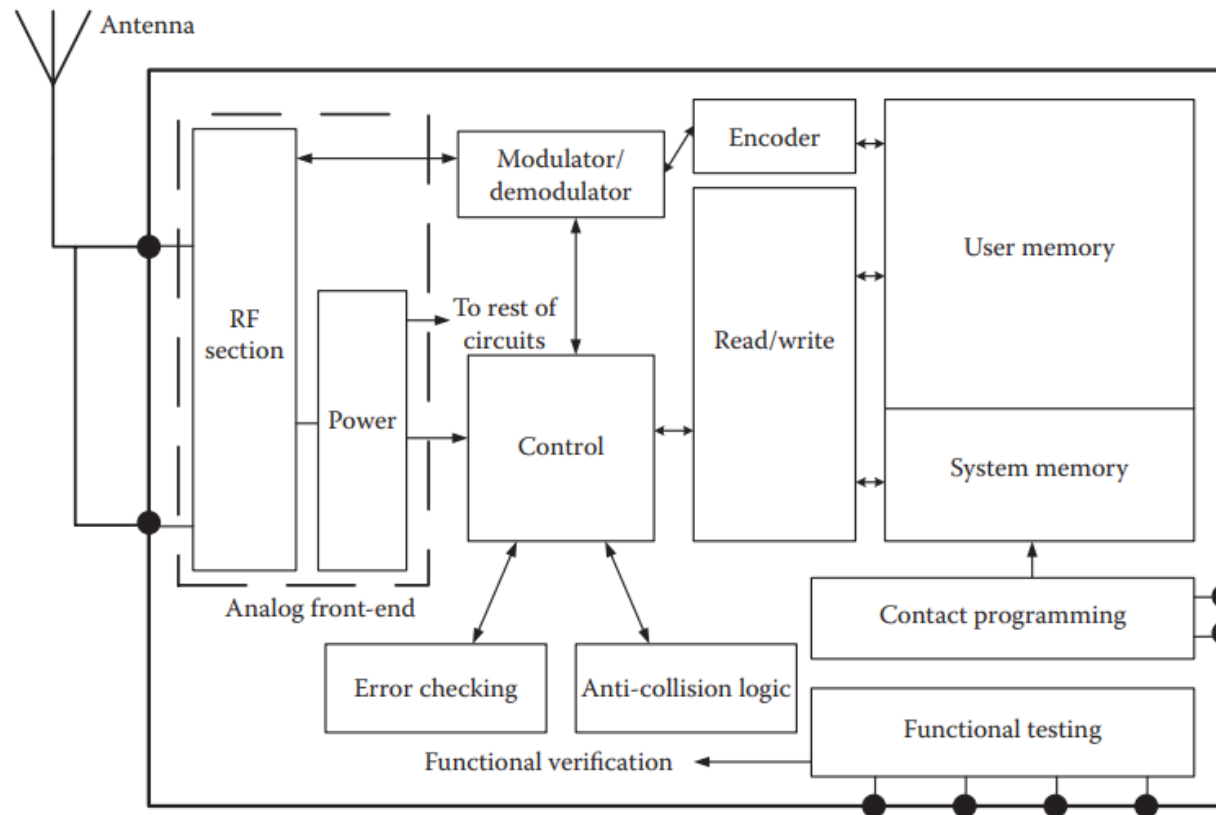 Antenna
Encoder
Modulator/
demodulator
User memory
To rest of
circuits
RF
section
Read/write
Power
Control
System memory
Analog front-end
Contact programming
Error checking
Anti-collision logic
Functional testing
Functional verification